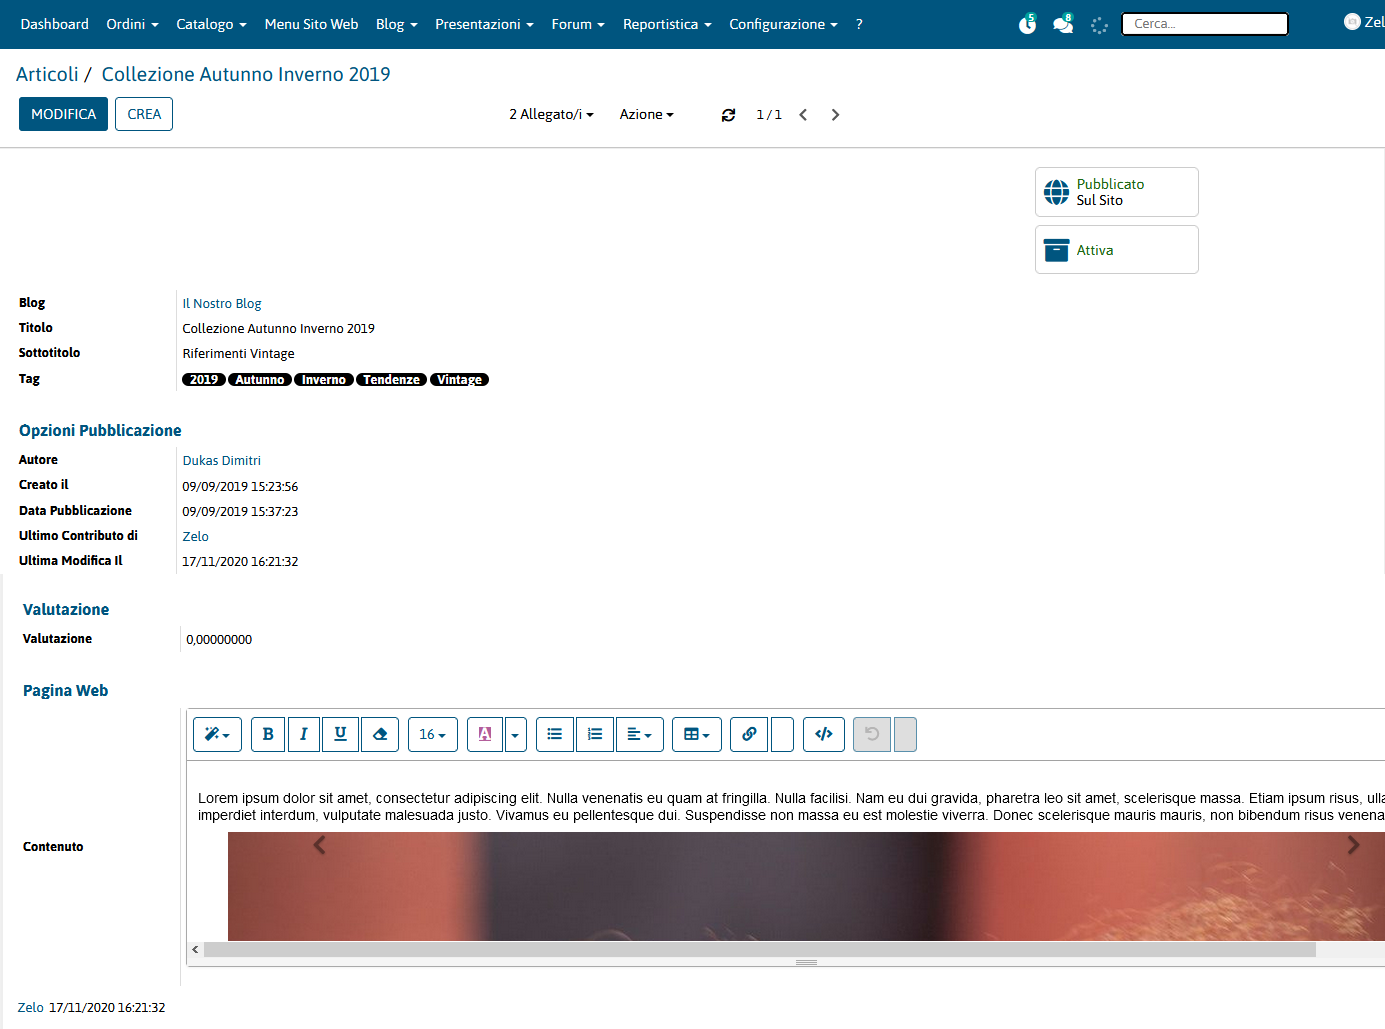 Dashboard Ordini Catalogo Menu Sito Web Blog Presentazioni Forum Reportistica Configurazione ? 5 8 Cerca... Zel
Articoli / Collezione Autunno Inverno 2019
MODIFICA CREA 2 Allegato/i Azione 1 / 1
Pubblicato
Sul Sito
Attiva
Blog Il Nostro Blog
Titolo Collezione Autunno Inverno 2019
Sottotitolo Riferimenti Vintage
Tag 2019 Autunno Inverno Tendenze Vintage
Opzioni Pubblicazione
Autore Dukas Dimitri
Creato il 09/09/2019 15:23:56
Data Pubblicazione 09/09/2019 15:37:23
Ultimo Contributo di Zelo
Ultima Modifica Il 17/11/2020 16:21:32
Valutazione
Valutazione 0,00000000
Pagina Web
B I U 16 A
Lorem ipsum dolor sit amet, consectetur adipiscing elit. Nulla venenatis eu quam at fringilla. Nulla facilisi. Nam eu dui gravida, pharetra leo sit amet, scelerisque massa. Etiam ipsum risus, ulla
imperdiet interdum, vulputate malesuada justo. Vivamus eu pellentesque dui. Suspendisse non massa eu est molestie viverra. Donec scelerisque mauris mauris, non bibendum risus venena
Contenuto
Zelo 17/11/2020 16:21:32